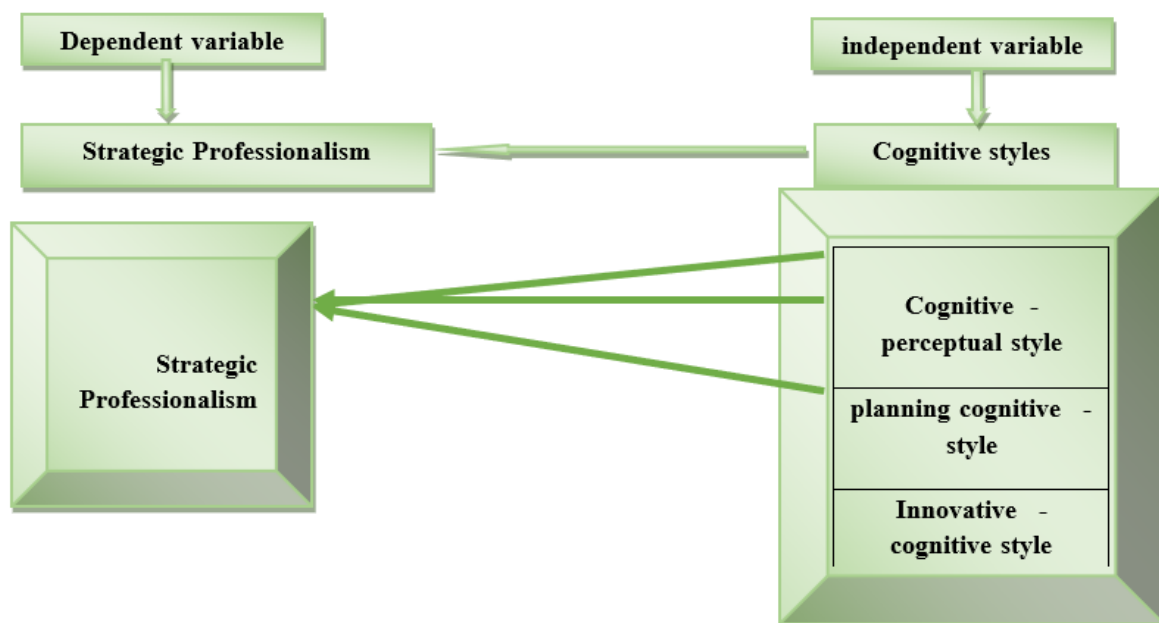 Dependent variable
independent variable
Strategic Professionalism
Cognitive styles
Strategic
Professionalism
Cognitive -
perceptual style
planning cognitive -
style
Innovative -
cognitive style